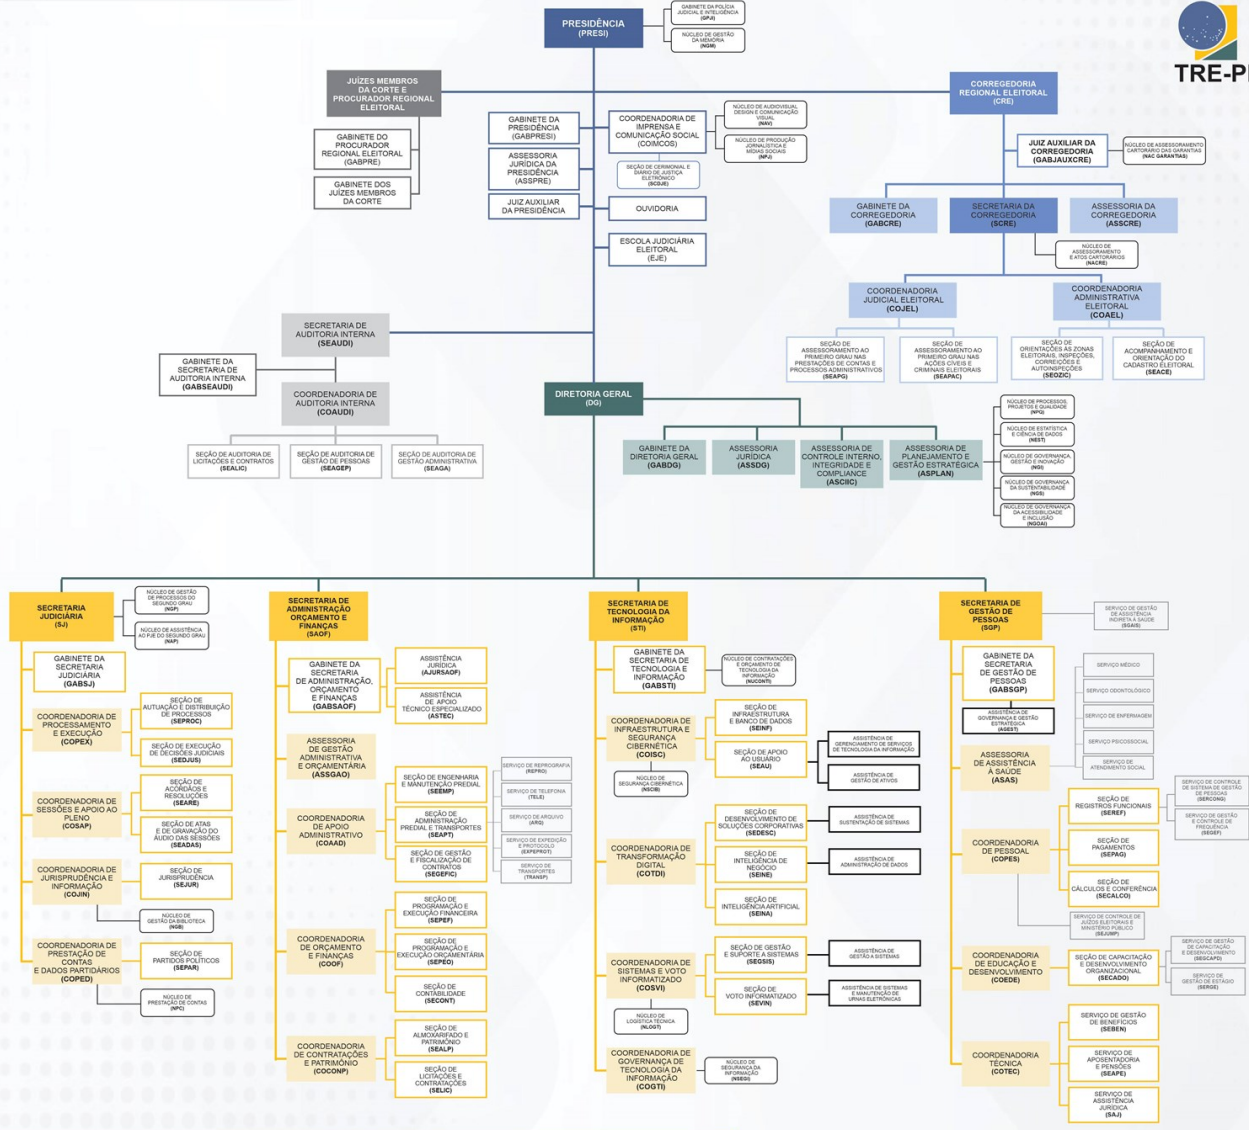 PRESIDÊNCIA
(PRESI)
GABINETE DA POLÍCIA
JUDICIAL E INTELIGÊNCIA
(GPJI)
NÚCLEO DE GESTÃO
DA MEMÓRIA
(NGM)
TRE-P
JUÍZES MEMBROS
DA CORTE E
PROCURADOR REGIONAL
ELEITORAL
GABINETE DO
PROCURADOR
REGIONAL ELEITORAL
(GABPRE)
GABINETE DOS
JUÍZES MEMBROS
DA CORTE
GABINETE DA
PRESIDÊNCIA
(GABPRESI)
ASSESSORIA
JURÍDICA DA
PRESIDÊNCIA
(ASSPRE)
JUIZ AUXILIAR
DA PRESIDÊNCIA
COORDENADORIA DE
IMPRENSA E
COMUNICAÇÃO SOCIAL
(COIMCOS)
NÚCLEO DE AUDIOVISUAL
DESIGN E COMUNICAÇÃO
VISUAL
(NAV)
NÚCLEO DE PRODUÇÃO
JORNALÍSTICA E
MÍDIAS SOCIAIS
(NPJ)
SEÇÃO DE CERIMONIAL E
DIÁRIO DE JUSTIÇA
ELETRÔNICO
(SCDJE)
OUVIDORIA
ESCOLA JUDICIÁRIA
ELEITORAL
(EJE)
CORREGEDORIA
REGIONAL ELEITORAL
(CRE)
JUIZ AUXILIAR DA
CORREGEDORIA
(GABJAUXCRE)
NÚCLEO DE ASSESSORAMENTO
CARTORÁRIO DAS GARANTIAS
(NAC GARANTIAS)
GABINETE DA
CORREGEDORIA
(GABCRE)
SECRETARIA DA
CORREGEDORIA
(SCRE)
ASSESSORIA DA
CORREGEDORIA
(ASSCRE)
NÚCLEO DE
ASSESSORAMENTO
E ATOS CARTORÁRIOS
(NACRE)
COORDENADORIA
JUDICIAL ELEITORAL
(COJEL)
COORDENADORIA
ADMINISTRATIVA
ELEITORAL
(COAEL)
SEÇÃO DE
ASSESSORAMENTO AO
PRIMEIRO GRAU NAS
PRESTAÇÕES DE CONTAS E
PROCESSOS ADMINISTRATIVOS
(SEAPG)
SEÇÃO DE
ASSESSORAMENTO AO
PRIMEIRO GRAU NAS
AÇÕES CÍVEIS E
CRIMINAIS ELEITORAIS
(SEAPAC)
SEÇÃO DE
ORIENTAÇÃO ÀS ZONAS
ELEITORAIS, INSPEÇÕES,
CORREIÇÕES E
AUTOINSPEÇÕES
(SEOZIC)
SEÇÃO DE
ACOMPANHAMENTO E
ORIENTAÇÃO DO
CADASTRO ELEITORAL
(SEACE)
SECRETARIA DE
AUDITORIA INTERNA
(SEAUDI)
GABINETE DA
SECRETARIA DE
AUDITORIA INTERNA
(GABSEAUDI)
COORDENADORIA DE
AUDITORIA INTERNA
(COAUDI)
SEÇÃO DE AUDITORIA DE
LICITAÇÕES E CONTRATOS
(SEALIC)
SEÇÃO DE AUDITORIA DE
GESTÃO DE PESSOAS
(SEAGEP)
SEÇÃO DE AUDITORIA DE
GESTÃO ADMINISTRATIVA
(SEAGA)
DIRETORIA GERAL
(DG)
GABINETE DA
DIRETORIA GERAL
(GABDG)
ASSESSORIA
JURÍDICA
(ASSDG)
ASSESSORIA DE
CONTROLE INTERNO,
INTEGRIDADE E
COMPLIANCE
(ASCIIC)
ASSESSORIA DE
PLANEJAMENTO E
GESTÃO ESTRATÉGICA
(ASPLAN)
NÚCLEO DE PROCESSOS,
PROJETOS E QUALIDADE
(NPQ)
NÚCLEO DE ESTATÍSTICA
E CIÊNCIA DE DADOS
(NEST)
NÚCLEO DE GOVERNANÇA,
GESTÃO E INOVAÇÃO
(NGI)
NÚCLEO DE GOVERNANÇA
DA SUSTENTABILIDADE
(NGS)
NÚCLEO DE GOVERNANÇA
DA ACESSIBILIDADE
E INCLUSÃO
(NGGAI)
SECRETARIA
JUDICIÁRIA
(SJ)
NÚCLEO DE GESTÃO
DE PROCESSOS DO
SEGUNDO GRAU
(NGP)
NÚCLEO DE ASSISTÊNCIA
AO PJE DO SEGUNDO GRAU
(NAP)
GABINETE DA
SECRETARIA
JUDICIÁRIA
(GABSJ)
COORDENADORIA DE
PROCESSAMENTO
E EXECUÇÃO
(COPEX)
SEÇÃO DE
AUTUAÇÃO E DISTRIBUIÇÃO
DE PROCESSOS
(SEPROC)
SEÇÃO DE EXECUÇÃO
DE DECISÕES JUDICIAIS
(SEDJUS)
COORDENADORIA DE
SESSÕES E APOIO AO
PLENO
(COSAP)
SEÇÃO DE
ACÓRDÃOS E
RESOLUÇÕES
(SEARE)
SEÇÃO DE ATAS
E DE GRAVAÇÃO DO
ÁUDIO DAS SESSÕES
(SEADAS)
COORDENADORIA DE
JURISPRUDÊNCIA E
INFORMAÇÃO
(COJIN)
SEÇÃO DE
JURISPRUDÊNCIA
(SEJUR)
NÚCLEO DE
GESTÃO DA BIBLIOTECA
(NGB)
COORDENADORIA DE
PRESTAÇÃO DE
CONTAS
E DADOS PARTIDÁRIOS
(COPED)
SEÇÃO DE
PARTIDOS POLÍTICOS
(SEPAR)
NÚCLEO DE
PRESTAÇÃO DE CONTAS
(NPC)
SECRETARIA DE
ADMINISTRAÇÃO
ORÇAMENTO E
FINANÇAS
(SAOF)
GABINETE DA
SECRETARIA
DE ADMINISTRAÇÃO,
ORÇAMENTO
E FINANÇAS
(GABSAOF)
ASSISTÊNCIA
JURÍDICA
(AJURSAOF)
ASSISTÊNCIA
DE APOIO
TÉCNICO ESPECIALIZADO
(ASTEC)
ASSESSORIA
DE GESTÃO
ADMINISTRATIVA
E ORÇAMENTÁRIA
(ASSGAO)
COORDENADORIA
DE APOIO
ADMINISTRATIVO
(COAAD)
SEÇÃO DE ENGENHARIA
E MANUTENÇÃO PREDIAL
(SEEMP)
SEÇÃO DE
ADMINISTRAÇÃO
PREDIAL E TRANSPORTES
(SEAPT)
SEÇÃO DE GESTÃO
E FISCALIZAÇÃO DE
CONTRATOS
(SEGEFIC)
SERVIÇO DE REPROGRAFIA
(REPRO)
SERVIÇO DE TELEFONIA
(TELE)
SERVIÇO DE ARQUIVO
(ARQ)
SERVIÇO DE EXPEDIÇÃO
E PROTOCOLO
(EXPEPROT)
SERVIÇO DE
TRANSPORTES
(TRANSP)
COORDENADORIA
DE ORÇAMENTO
E FINANÇAS
(COOF)
SEÇÃO DE
PROGRAMAÇÃO E
EXECUÇÃO FINANCEIRA
(SEPEF)
SEÇÃO DE
PROGRAMAÇÃO E
EXECUÇÃO ORÇAMENTÁRIA
(SEPEO)
SEÇÃO DE
CONTABILIDADE
(SECONT)
COORDENADORIA
DE CONTRATAÇÕES
E PATRIMÔNIO
(COCONP)
SEÇÃO DE
ALMOXARIFADO E
PATRIMÔNIO
(SEALP)
SEÇÃO DE
LICITAÇÕES E
CONTRATAÇÕES
(SELIC)
SECRETARIA DE
TECNOLOGIA DA
INFORMAÇÃO
(STI)
GABINETE DA
SECRETARIA DE
TECNOLOGIA E
INFORMAÇÃO
(GABSTI)
NÚCLEO DE CONTRATAÇÕES
E ORÇAMENTO DE
TECNOLOGIA DA
INFORMAÇÃO
(NUCONTI)
COORDENADORIA DE
INFRAESTRUTURA E
SEGURANÇA
CIBERNÉTICA
(COISC)
SEÇÃO DE
INFRAESTRUTURA
E BANCO DE DADOS
(SEINF)
SEÇÃO DE APOIO
AO USUÁRIO
(SEAU)
ASSISTÊNCIA DE
GERENCIAMENTO DE SERVIÇOS
DE TECNOLOGIA DA INFORMAÇÃO
ASSISTÊNCIA DE
GESTÃO DE ATIVOS
NÚCLEO DE
SEGURANÇA CIBERNÉTICA
(NSCIB)
COORDENADORIA DE
TRANSFORMAÇÃO
DIGITAL
(COTDI)
SEÇÃO DE
DESENVOLVIMENTO DE
SOLUÇÕES CORPORATIVAS
(SEDESC)
ASSISTÊNCIA DE
SUSTENTAÇÃO DE SISTEMAS
SEÇÃO DE
INTELIGÊNCIA DE
NEGÓCIO
(SEINE)
ASSISTÊNCIA DE
ADMINISTRAÇÃO DE DADOS
SEÇÃO DE
INTELIGÊNCIA ARTIFICIAL
(SEINA)
COORDENADORIA DE
SISTEMAS E VOTO
INFORMATIZADO
(COSVI)
SEÇÃO DE GESTÃO
E SUPORTE A SISTEMAS
(SEGSIS)
ASSISTÊNCIA DE
GESTÃO A SISTEMAS
SEÇÃO DE
VOTO INFORMATIZADO
(SEVIN)
ASSISTÊNCIA DE SISTEMAS
E MANUTENÇÃO DE
URNAS ELETRÔNICAS
NÚCLEO DE
LOGÍSTICA TÉCNICA
(NLOGT)
COORDENADORIA DE
GOVERNANÇA DE
TECNOLOGIA DA
INFORMAÇÃO
(COGTI)
NÚCLEO DE
SEGURANÇA DA
INFORMAÇÃO
(NSEGI)
SECRETARIA DE
GESTÃO DE
PESSOAS
(SGP)
SERVIÇO DE GESTÃO
DE ASSISTÊNCIA
INDIRETA À SAÚDE
(SGAIS)
GABINETE DA
SECRETARIA
DE GESTÃO DE
PESSOAS
(GABSGP)
ASSISTÊNCIA DE
GOVERNANÇA E GESTÃO
ESTRATÉGICA
(AGEST)
ASSESSORIA
DE ASSISTÊNCIA
À SAÚDE
(ASAS)
SERVIÇO MÉDICO
SERVIÇO ODONTOLÓGICO
SERVIÇO DE ENFERMAGEM
SERVIÇO PSICOSSOCIAL
SERVIÇO DE
ATENDIMENTO SOCIAL
COORDENADORIA
DE PESSOAL
(COPES)
SEÇÃO DE
REGISTROS FUNCIONAIS
(SEREF)
SERVIÇO DE CONTROLE
DE SISTEMA DE GESTÃO
DE PESSOAS
(SERCONG)
SERVIÇO DE GESTÃO
E CONTROLE DE
FREQUÊNCIA
(SEGEF)
SEÇÃO DE
PAGAMENTOS
(SEPAG)
SEÇÃO DE
CÁLCULOS E CONFERÊNCIA
(SECALCO)
SERVIÇO DE CONTROLE DE
JUÍZOS ELEITORAIS E
MINISTÉRIO PÚBLICO
(SEJUMP)
COORDENADORIA
DE EDUCAÇÃO E
DESENVOLVIMENTO
(COEDE)
SEÇÃO DE CAPACITAÇÃO
E DESENVOLVIMENTO
ORGANIZACIONAL
(SECADO)
SERVIÇO DE GESTÃO
DE CAPACITAÇÃO
E DESENVOLVIMENTO
(SEGCAPD)
SERVIÇO DE
GESTÃO DE ESTÁGIO
(SERGE)
COORDENADORIA
TÉCNICA
(COTEC)
SERVIÇO DE GESTÃO
DE BENEFÍCIOS
(SEBEN)
SERVIÇO DE
APOSENTADORIA
E PENSÕES
(SEAPE)
SERVIÇO DE
ASSISTÊNCIA
JURÍDICA
(SAJ)